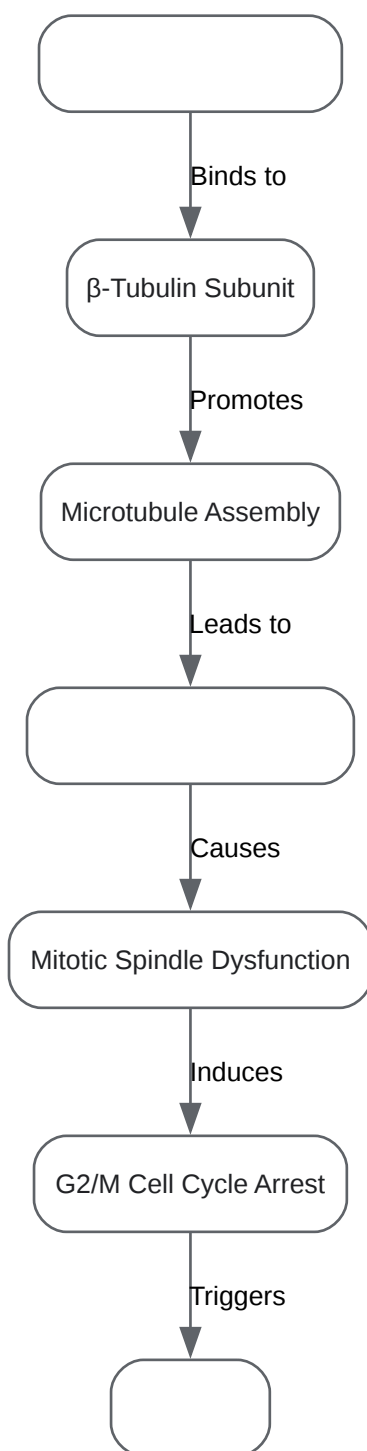 Binds to
β-Tubulin Subunit
Promotes
Microtubule Assembly
Leads to
Causes
Mitotic Spindle Dysfunction
Induces
G2/M Cell Cycle Arrest
Triggers